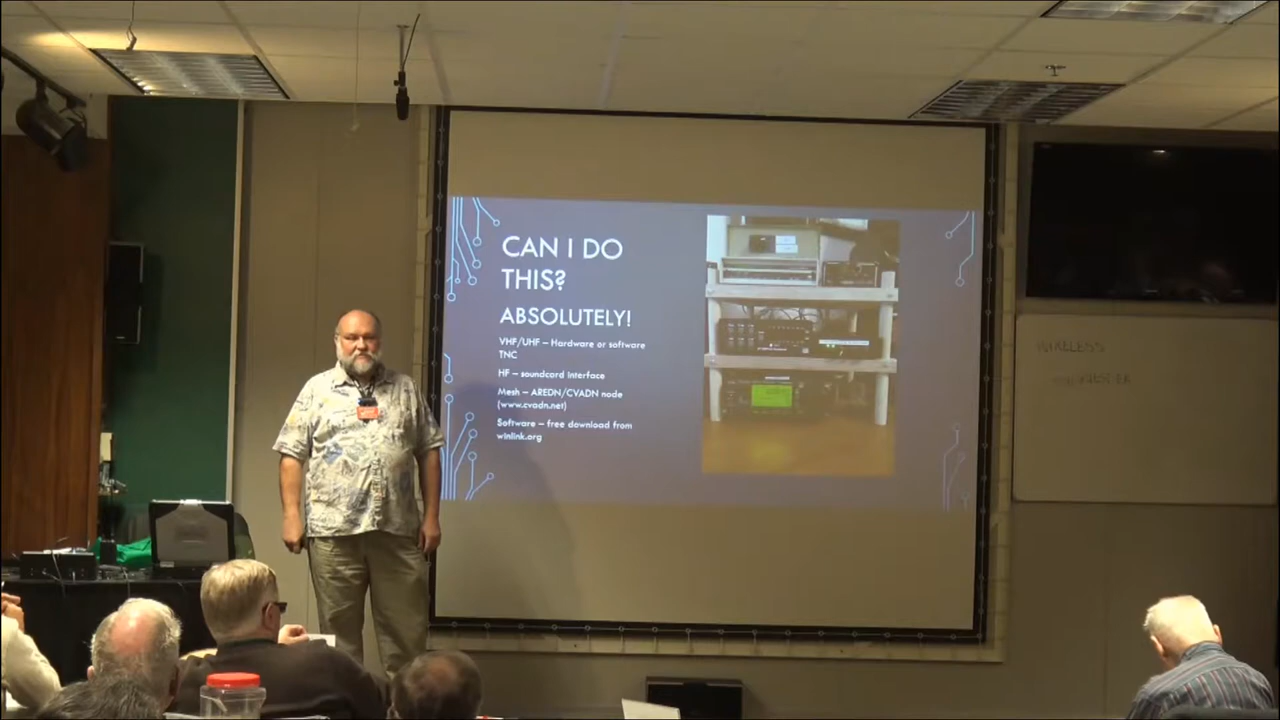 CAN I DO
THIS?
ABSOLUTELY!
VHF/UHF – Hardware or software
TNC
HF – soundcard interface
Mesh – AREDN/CVADN node
(www.cvadn.net)
Software – free download from
winlink.org
WIRELESS